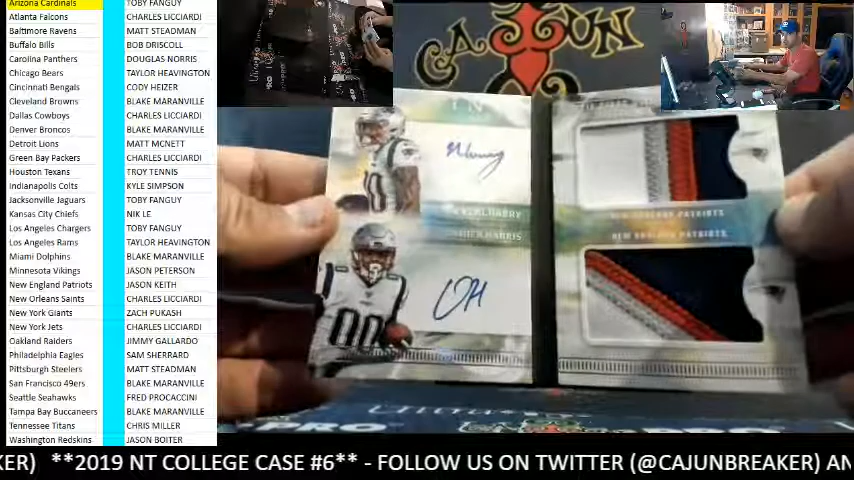 Arizona Cardinals TOBY FANGUY
Atlanta Falcons CHARLES LICCIARDI
Baltimore Ravens MATT STEADMAN
Buffalo Bills BOB DRISCOLL
Carolina Panthers DOUGLAS NORRIS
Chicago Bears TAYLOR HEAVINGTON
Cincinnati Bengals CODY HEIZER
Cleveland Browns BLAKE MARANVILLE
Dallas Cowboys CHARLES LICCIARDI
Denver Broncos BLAKE MARANVILLE
Detroit Lions MATT MCNETT
Green Bay Packers CHARLES LICCIARDI
Houston Texans TROY TENNIS
Indianapolis Colts KYLE SIMPSON
Jacksonville Jaguars TOBY FANGUY
Kansas City Chiefs NIK LE
Los Angeles Chargers TOBY FANGUY
Los Angeles Rams TAYLOR HEAVINGTON
Miami Dolphins BLAKE MARANVILLE
Minnesota Vikings JASON PETERSON
New England Patriots JASON KEITH
New Orleans Saints CHARLES LICCIARDI
New York Giants ZACH PUKASH
New York Jets CHARLES LICCIARDI
Oakland Raiders JIMMY GALLARDO
Philadelphia Eagles SAM SHERRARD
Pittsburgh Steelers MATT STEADMAN
San Francisco 49ers BLAKE MARANVILLE
Seattle Seahawks FRED PROCACCINI
Tampa Bay Buccaneers BLAKE MARANVILLE
Tennessee Titans CHRIS MILLER
Washington Redskins JASON BOITER
CAJUN
NEW ENGLAND PATRIOTS
NEW ENGLAND PATRIOTS
KER) **2019 NT COLLEGE CASE #6** - FOLLOW US ON TWITTER (@CAJUNBREAKER) AN